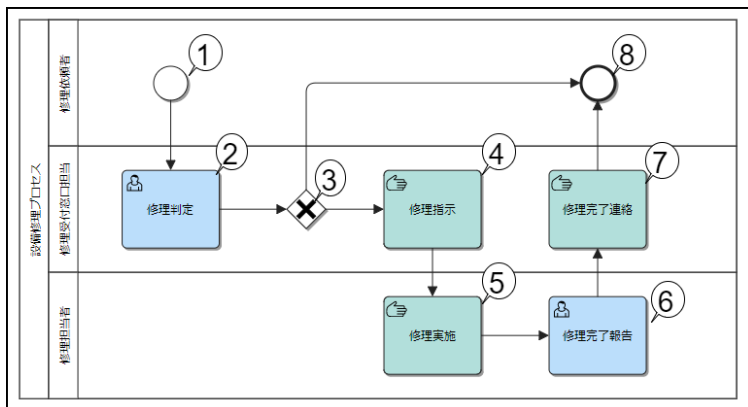 設備修理プロセス
修理依頼者
1
8
修理受付窓口担当
2
修理判定
3
4
修理指示
7
修理完了連絡
修理担当者
5
修理実施
6
修理完了報告